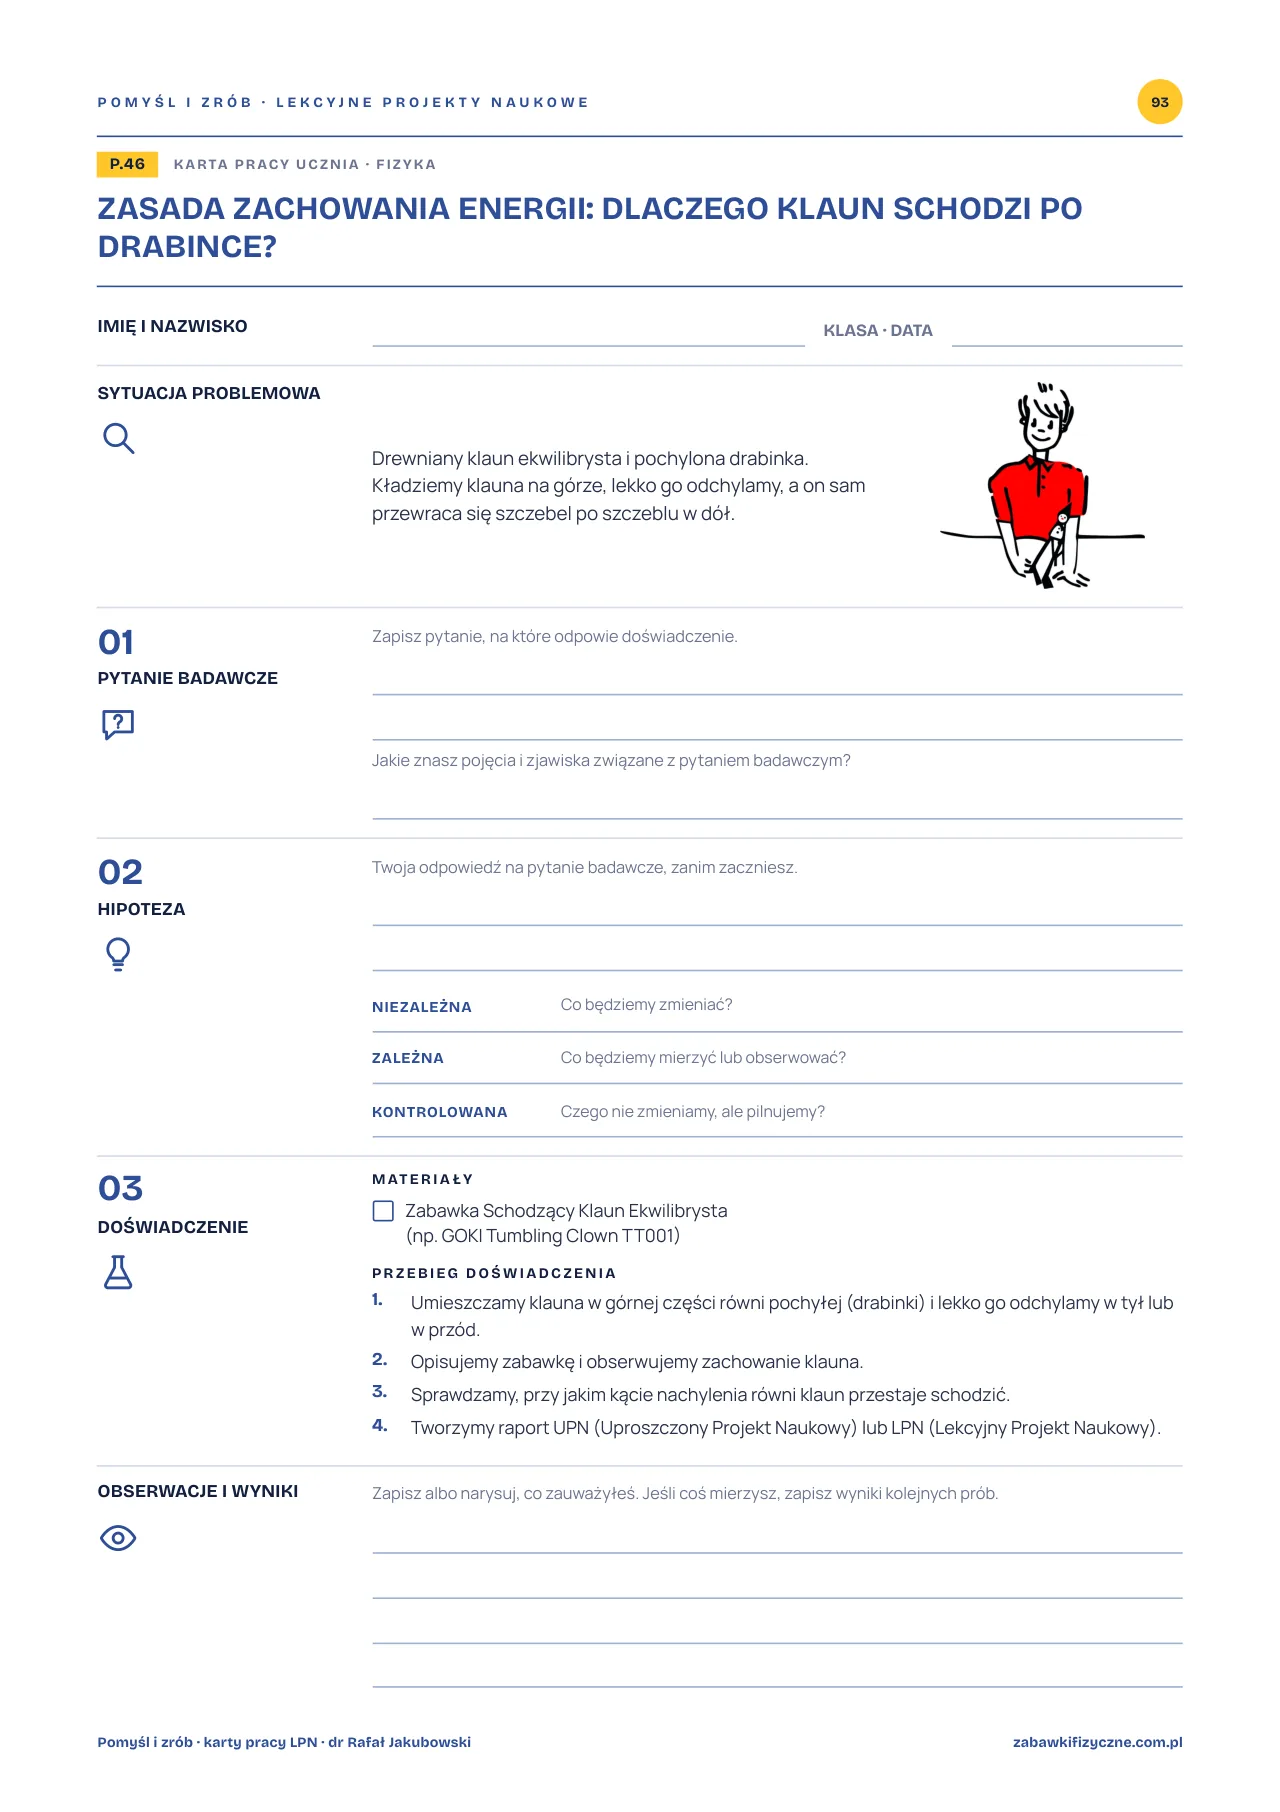 POMYŚL I ZRÓB · LEKCYJNE PROJEKTY NAUKOWE
93
P.46
KARTA PRACY UCZNIA · FIZYKA
ZASADA ZACHOWANIA ENERGII: DLACZEGO KLAUN SCHODZI PO
DRABINCE?
IMIĘ I NAZWISKO
KLASA · DATA
SYTUACJA PROBLEMOWA
Drewniany klaun ekwilibrysta i pochylona drabinka.
Kładziemy klauna na górze, lekko go odchylamy, a on sam
przewraca się szczebel po szczeblu w dół.
01
PYTANIE BADAWCZE
?
Zapisz pytanie, na które odpowie doświadczenie.
Jakie znasz pojęcia i zjawiska związane z pytaniem badawczym?
02
HIPOTEZA
Twoja odpowiedź na pytanie badawcze, zanim zaczniesz.
NIEZALEŻNA
Co będziemy zmieniać?
ZALEŻNA
Co będziemy mierzyć lub obserwować?
KONTROLOWANA
Czego nie zmieniamy, ale pilnujemy?
03
DOŚWIADCZENIE
MATERIAŁY
Zabawka Schodzący Klaun Ekwilibrysta
(np. GOKI Tumbling Clown TT001)
PRZEBIEG DOŚWIADCZENIA
1. Umieszczamy klauna w górnej części równi pochyłej (drabinki) i lekko go odchylamy w tył lub
w przód.
2. Opisujemy zabawkę i obserwujemy zachowanie klauna.
3. Sprawdzamy, przy jakim kącie nachylenia równi klaun przestaje schodzić.
4. Tworzymy raport UPN (Uproszczony Projekt Naukowy) lub LPN (Lekcyjny Projekt Naukowy).
OBSERWACJE I WYNIKI
Zapisz albo narysuj, co zauważyłeś. Jeśli coś mierzysz, zapisz wyniki kolejnych prób.
Pomyśl i zrób · karty pracy LPN · dr Rafał Jakubowski
zabawkifizyczne.com.pl